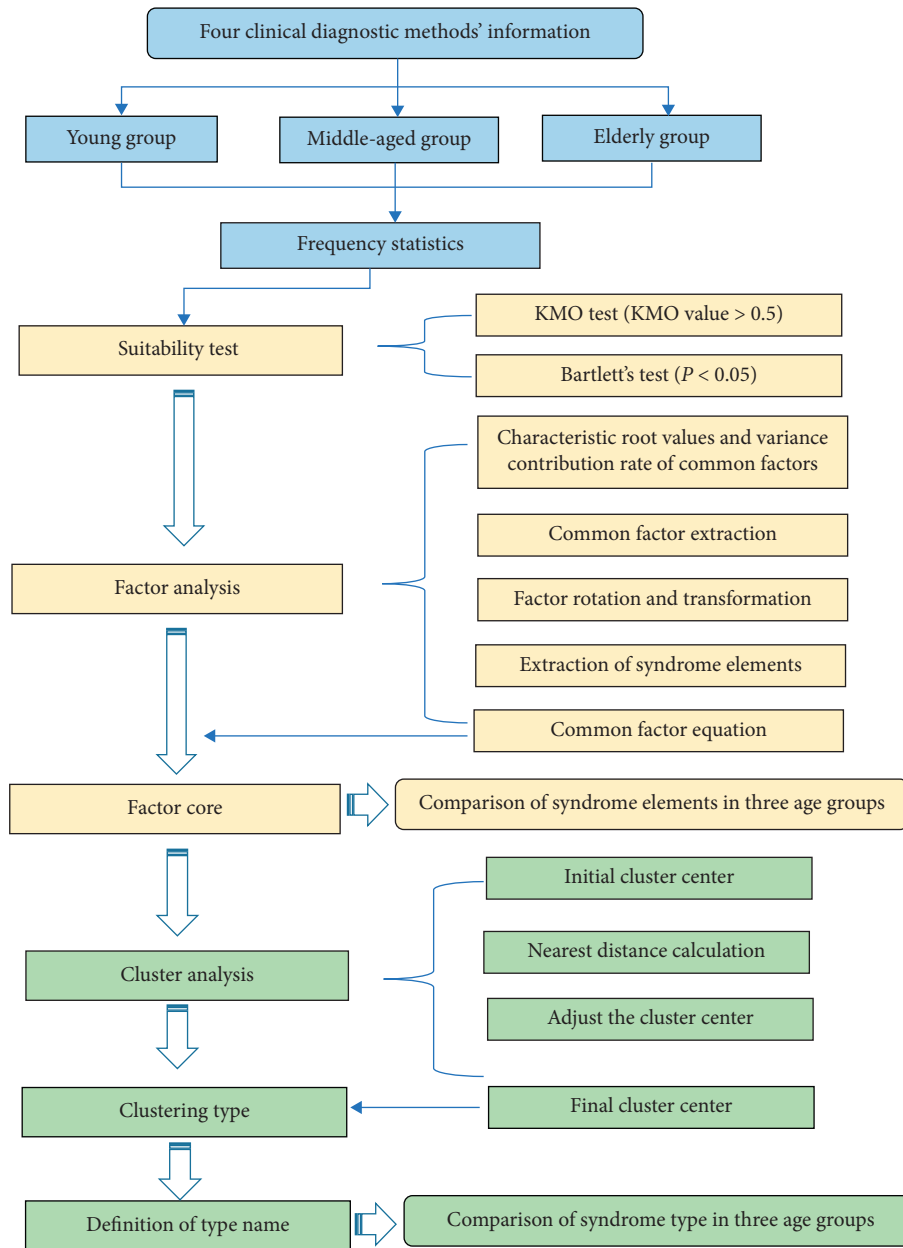 Four clinical diagnostic methods' information
Young group
Middle-aged group
Elderly group
Frequency statistics
Suitability test
KMO test (KMO value > 0.5)
Bartlett's test (P < 0.05)
Characteristic root values and variance
contribution rate of common factors
Common factor extraction
Factor analysis
Factor rotation and transformation
Extraction of syndrome elements
Common factor equation
Factor core
Comparison of syndrome elements in three age groups
Initial cluster center
Nearest distance calculation
Cluster analysis
Adjust the cluster center
Final cluster center
Clustering type
Definition of type name
Comparison of syndrome type in three age groups